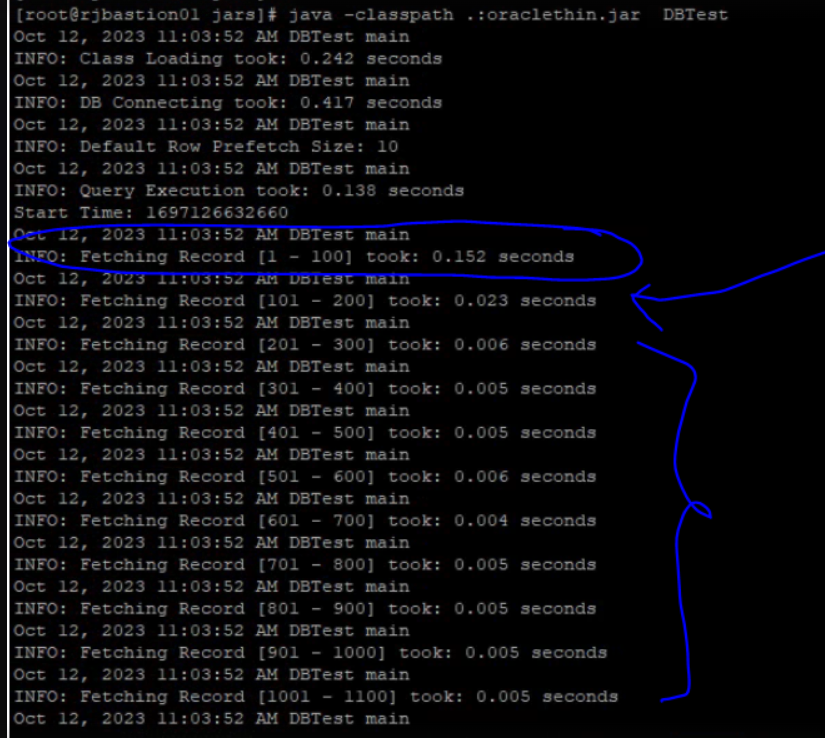 [root@rjbastion01 jars]# java -classpath .:oraclethin.jar  DBTest
Oct 12, 2023 11:03:52 AM DBTest main
INFO: Class Loading took: 0.242 seconds
Oct 12, 2023 11:03:52 AM DBTest main
INFO: DB Connecting took: 0.417 seconds
Oct 12, 2023 11:03:52 AM DBTest main
INFO: Default Row Prefetch Size: 10
Oct 12, 2023 11:03:52 AM DBTest main
INFO: Query Execution took: 0.138 seconds
Start Time: 1697126632660
Oct 12, 2023 11:03:52 AM DBTest main
INFO: Fetching Record [1 - 100] took: 0.152 seconds
Oct 12, 2023 11:03:52 AM DBTest main
INFO: Fetching Record [101 - 200] took: 0.023 seconds
Oct 12, 2023 11:03:52 AM DBTest main
INFO: Fetching Record [201 - 300] took: 0.006 seconds
Oct 12, 2023 11:03:52 AM DBTest main
INFO: Fetching Record [301 - 400] took: 0.005 seconds
Oct 12, 2023 11:03:52 AM DBTest main
INFO: Fetching Record [401 - 500] took: 0.005 seconds
Oct 12, 2023 11:03:52 AM DBTest main
INFO: Fetching Record [501 - 600] took: 0.006 seconds
Oct 12, 2023 11:03:52 AM DBTest main
INFO: Fetching Record [601 - 700] took: 0.004 seconds
Oct 12, 2023 11:03:52 AM DBTest main
INFO: Fetching Record [701 - 800] took: 0.005 seconds
Oct 12, 2023 11:03:52 AM DBTest main
INFO: Fetching Record [801 - 900] took: 0.005 seconds
Oct 12, 2023 11:03:52 AM DBTest main
INFO: Fetching Record [901 - 1000] took: 0.005 seconds
Oct 12, 2023 11:03:52 AM DBTest main
INFO: Fetching Record [1001 - 1100] took: 0.005 seconds
Oct 12, 2023 11:03:52 AM DBTest main